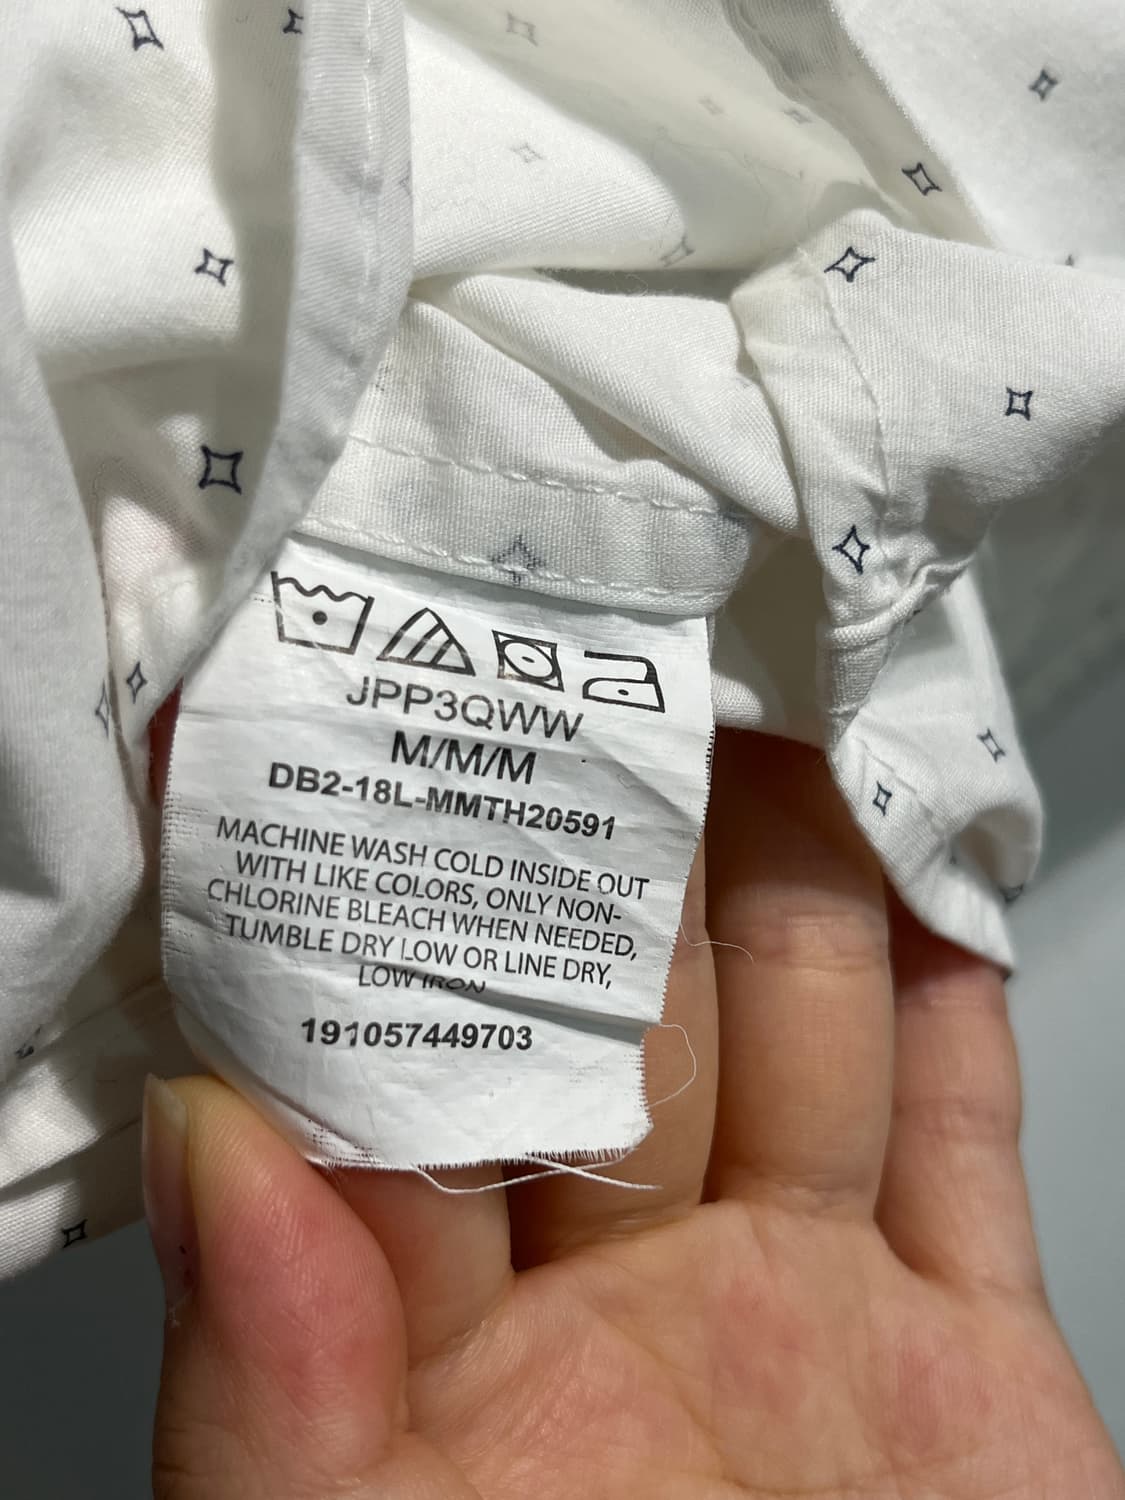 JPP3QWW
M/M/M
DB2-18L-MMTH20591
MACHINE WASH COLD INSIDE OUT
WITH LIKE COLORS, ONLY NON-
CHLORINE BLEACH WHEN NEEDED,
TUMBLE DRY LOW OR LINE DRY,
LOW IRON
191057449703